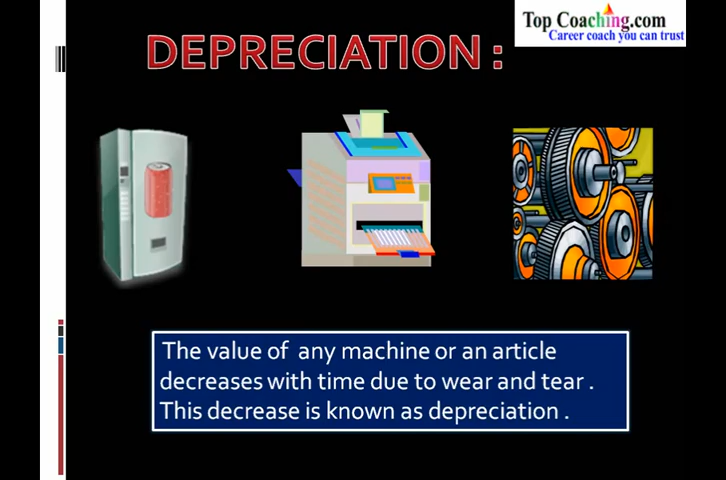 Top Coaching.com
Career coach you can trust
DEPRECIATION :
The value of any machine or an article
decreases with time due to wear and tear .
This decrease is known as depreciation .